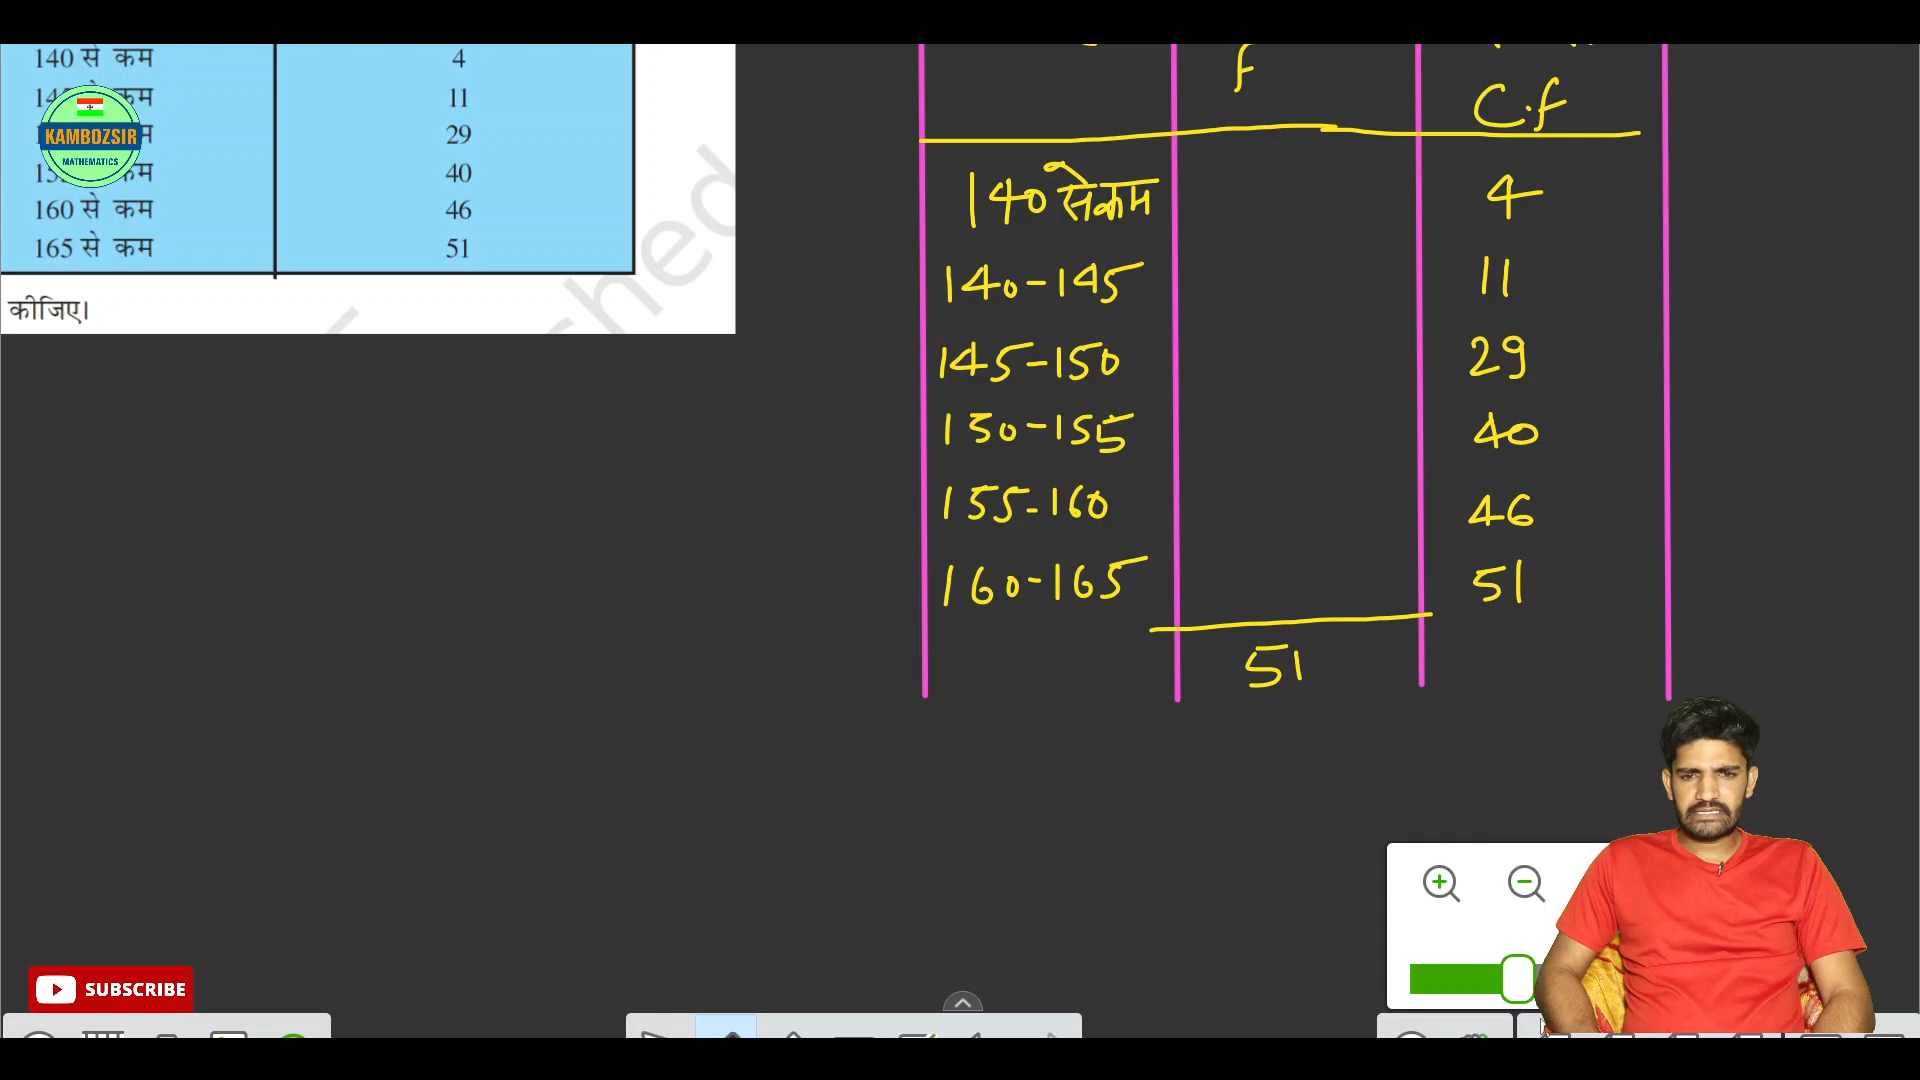 140 से कम 4
11
29
40
160 से कम 46
165 से कम 51
कीजिए।
KAMBOZSIR
MATHEMATICS
shed
f
C.f
140 से कम 4
140-145 11
145-150 29
150-155 40
155-160 46
160-165 51
51
SUBSCRIBE